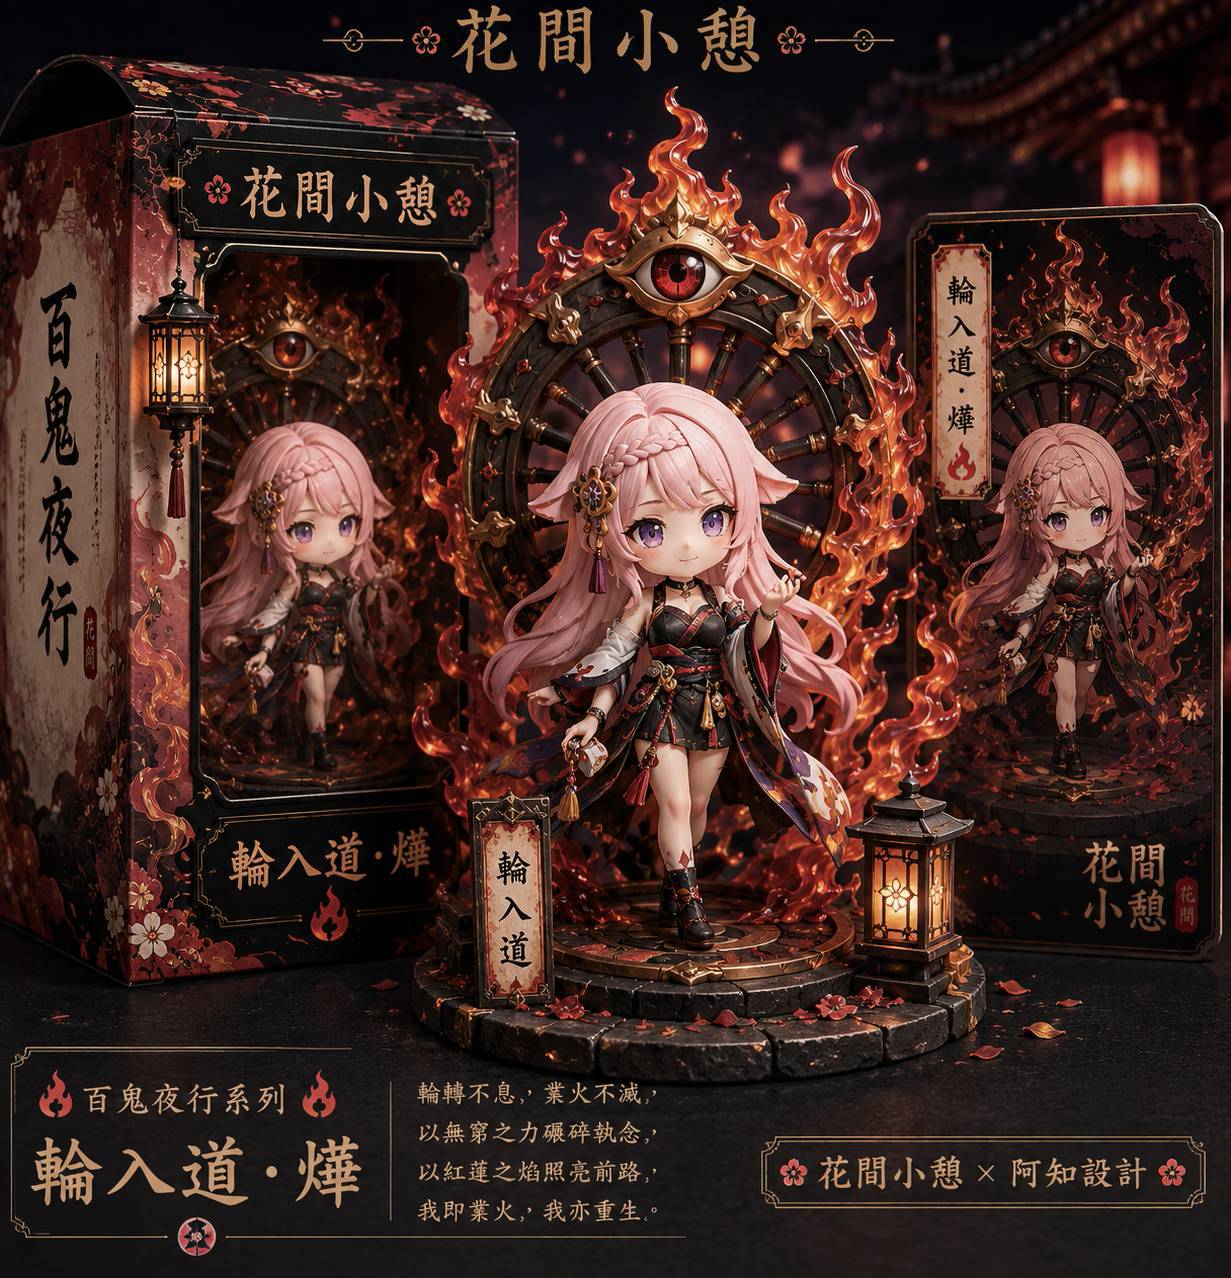 花間小憩
花間小憩
百鬼夜行
花間
輪入道·燁
輪入道·燁
花間
小憩
花間
輪入道
百鬼夜行系列
輪入道·燁
輪轉不息，業火不滅，
以無窮之力碾碎執念，
以紅蓮之焰照亮前路，
我即業火，我亦重生。
花間小憩 × 阿知設計